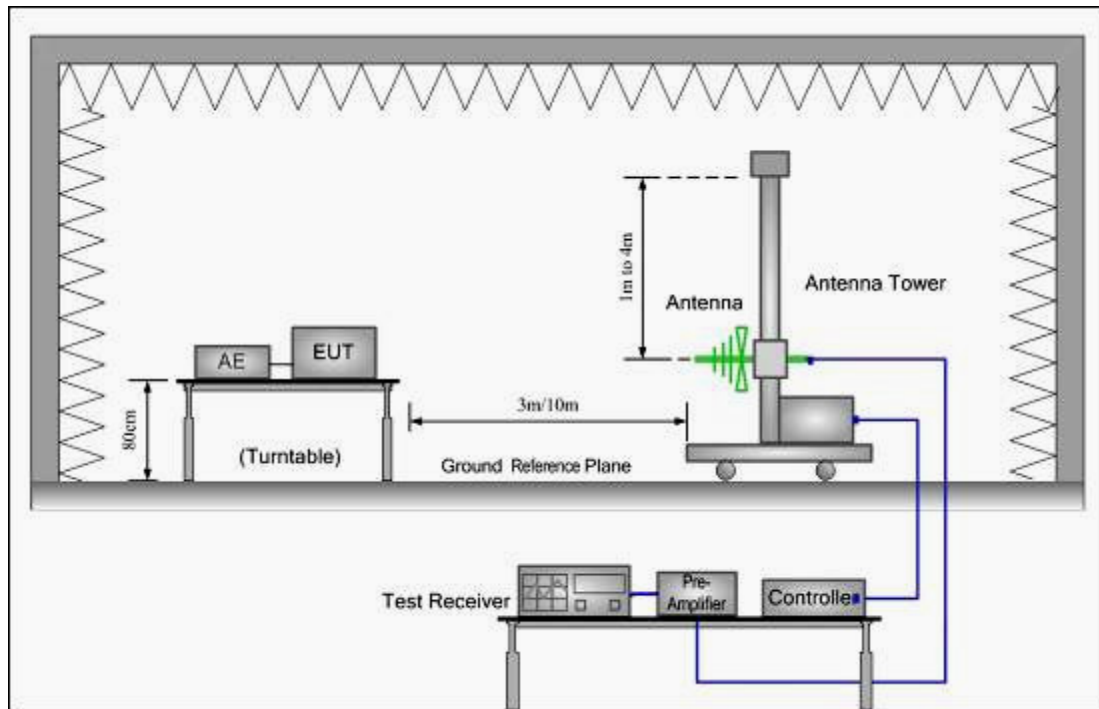 1m to 4m
Antenna Tower
Antenna
EUT
AE
3m/10m
80cm
(Turntable)
Ground Reference Plane
Test Receiver
Pre-
Amplifier
Controlle